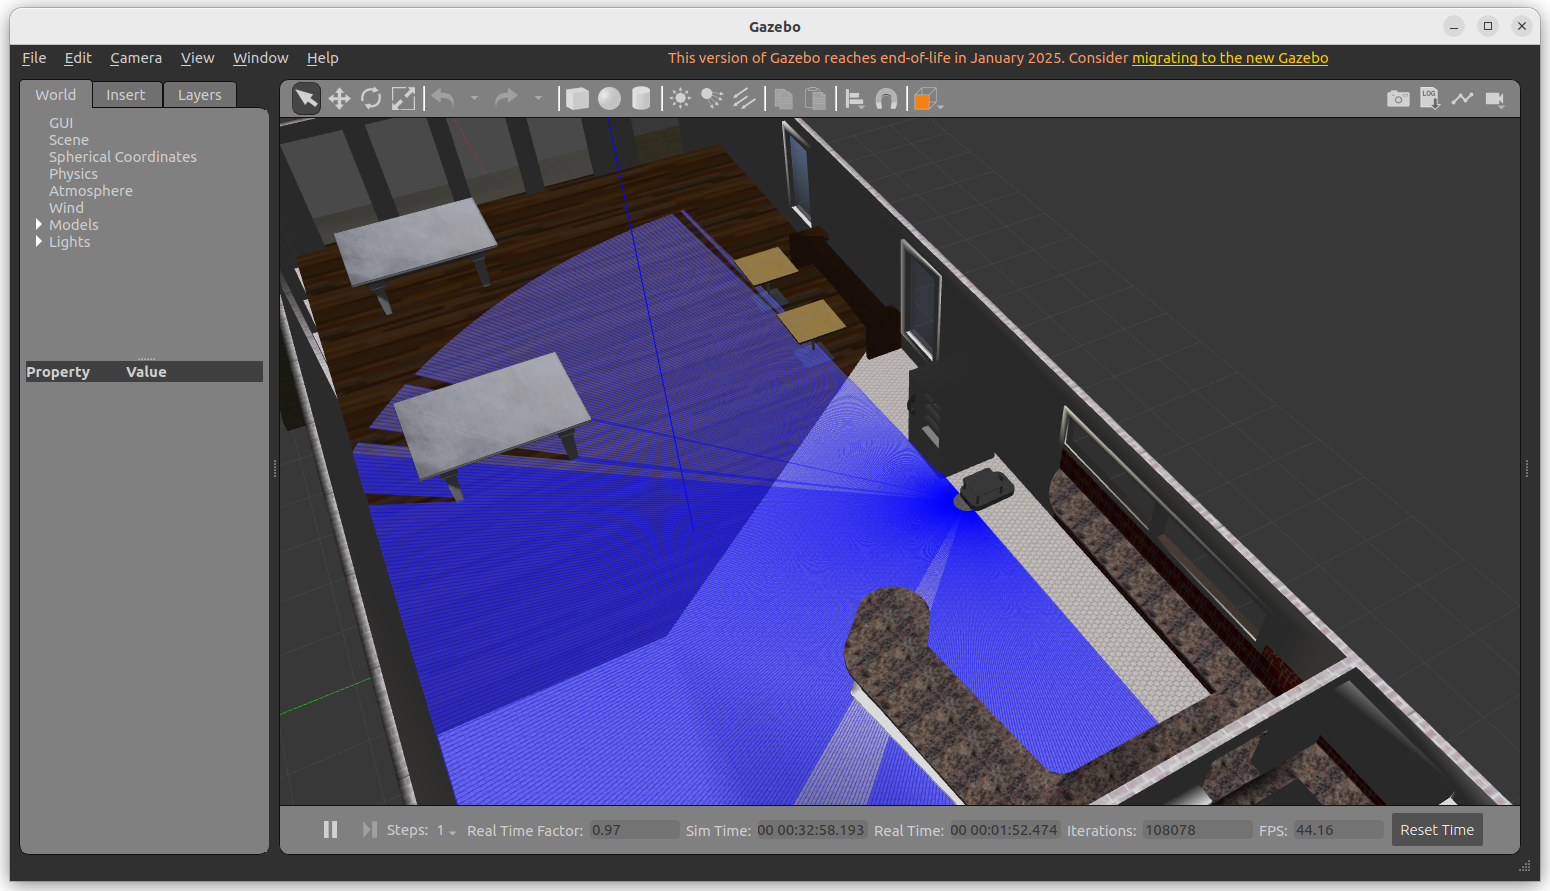 Gazebo
File Edit Camera View Window Help
This version of Gazebo reaches end-of-life in January 2025. Consider migrating to the new Gazebo
World Insert Layers
LOG
GUI
Scene
Spherical Coordinates
Physics
Atmosphere
Wind
Models
Lights
Property Value
Steps: 1 Real Time Factor: 0.97 Sim Time: 00 00:32:58.193 Real Time: 00 00:01:52.474 Iterations: 108078 FPS: 44.16 Reset Time